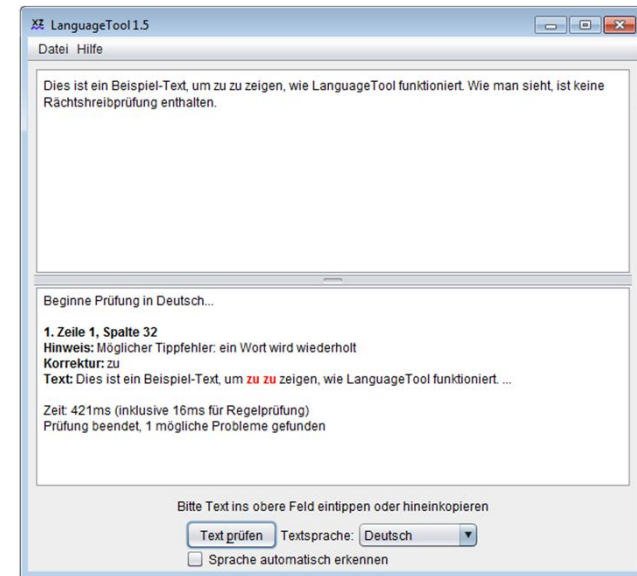 LanguageTool 1.5
Datei Hilfe
Dies ist ein Beispiel-Text, um zu zu zeigen, wie LanguageTool funktioniert. Wie man sieht, ist keine
Rächtshreibprüfung enthalten.
Beginne Prüfung in Deutsch...
1. Zeile 1, Spalte 32
Hinweis: Möglicher Tippfehler: ein Wort wird wiederholt
Korrektur: zu
Text: Dies ist ein Beispiel-Text, um zu zu zeigen, wie LanguageTool funktioniert. ...
Zeit: 421ms (inklusive 16ms für Regelprüfung)
Prüfung beendet, 1 mögliche Probleme gefunden
Bitte Text ins obere Feld eintippen oder hineinkopieren
Text prüfen Textsprache: Deutsch
Sprache automatisch erkennen